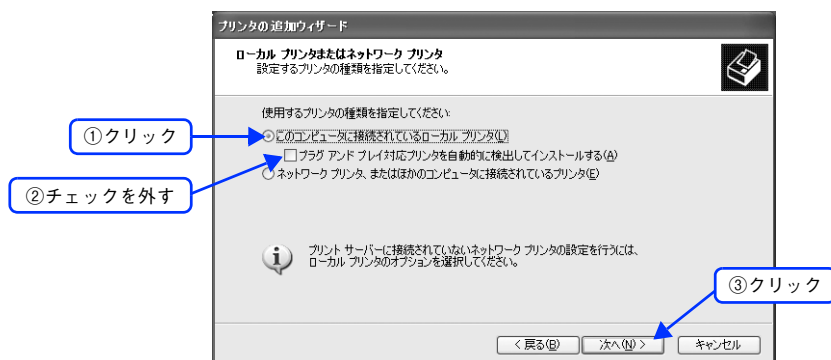 プリンタの追加ウィザード
ローカル プリンタまたはネットワーク プリンタ
設定するプリンタの種類を指定してください。
使用するプリンタの種類を指定してください:
①クリック
このコンピュータに接続されているローカル プリンタ(L)
プラグ アンド プレイ対応プリンタを自動的に検出してインストールする(A)
②チェックを外す
ネットワーク プリンタ、またはほかのコンピュータに接続されているプリンタ(E)
プリント サーバーに接続されていないネットワーク プリンタの設定を行うには、
ローカル プリンタのオプションを選択してください。
③クリック
< 戻る(B)
次へ(N) >
キャンセル